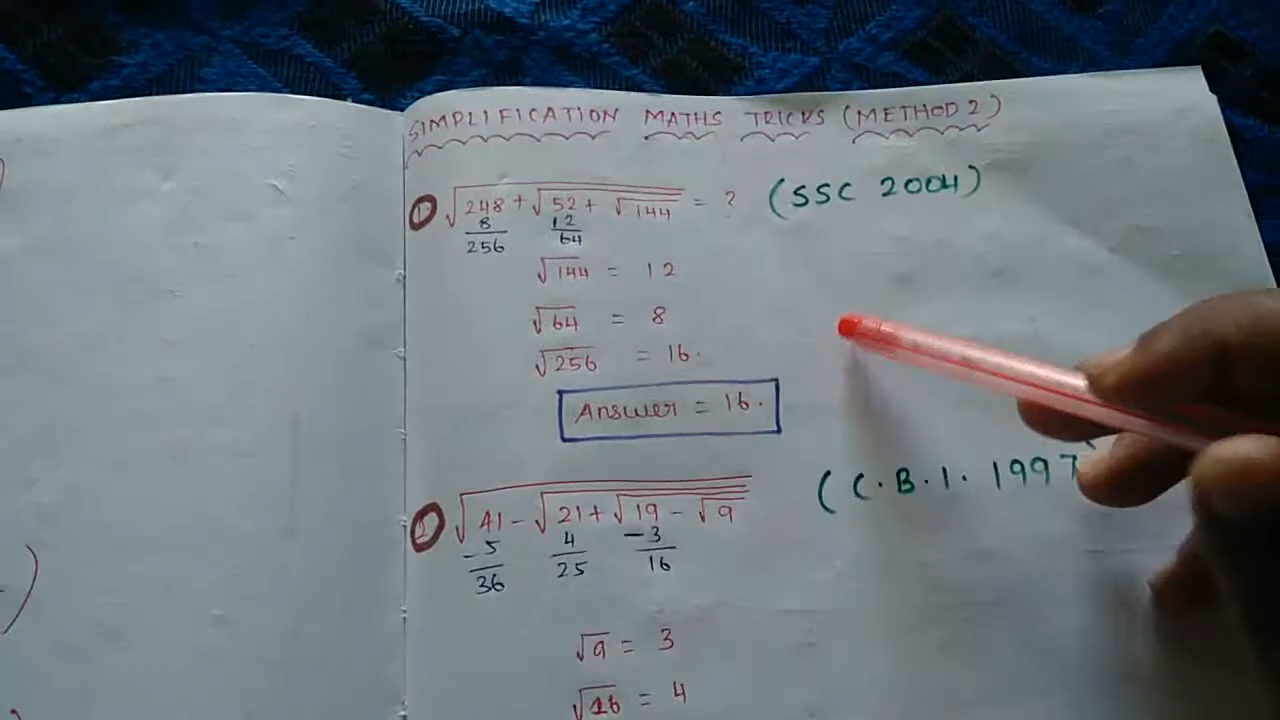 SIMPLIFICATION MATHS TRICKS (METHOD 2)
1 √248 + √52 + √144 = ? (SSC 2004)
8 12
256 64
√144 = 12
√64 = 8
√256 = 16.
Answer = 16.
2 √41 - √21 + √19 - √9 (C.B.I. 1997
-5 4 -3
36 25 16
√9 = 3
√16 = 4